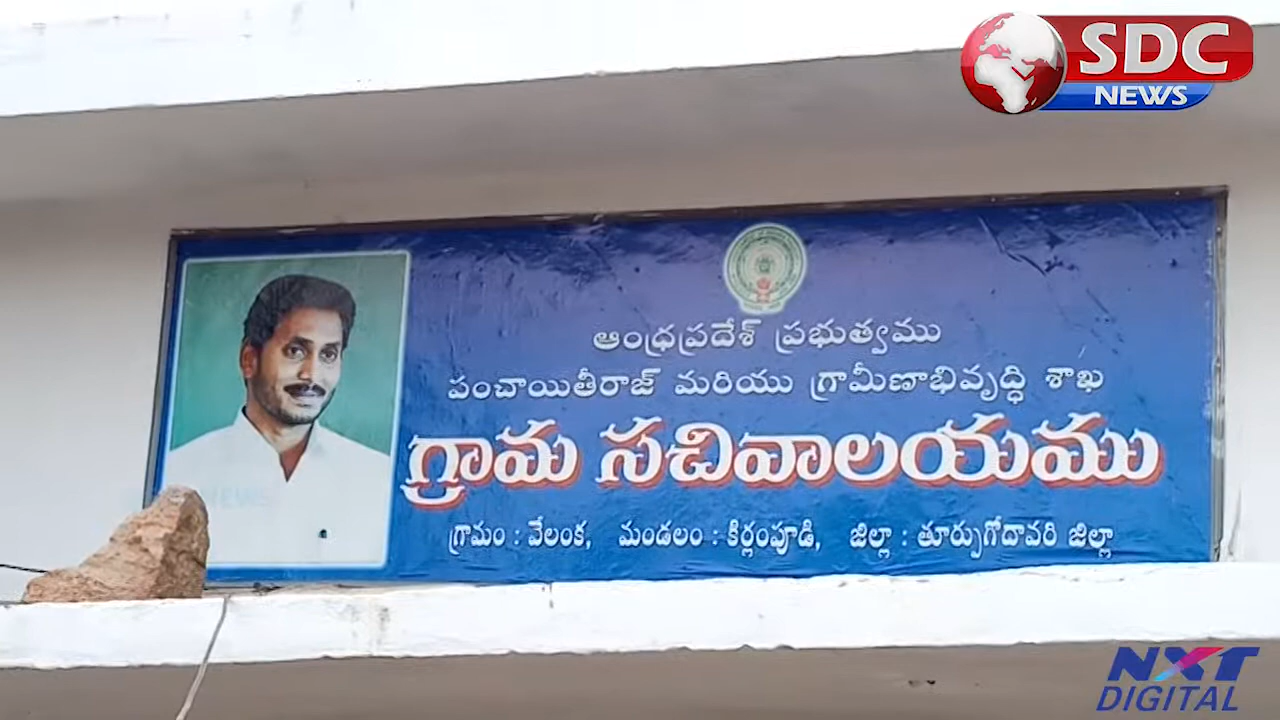 SDC
NEWS
ఆంధ్రప్రదేశ్ ప్రభుత్వము
పంచాయితీరాజ్ మరియు గ్రామీణాభివృద్ధి శాఖ
గ్రామ సచివాలయము
గ్రామం : వేలంక, మండలం : కిర్లంపూడి, జిల్లా : తూర్పుగోదావరి జిల్లా
NXT
DIGITAL